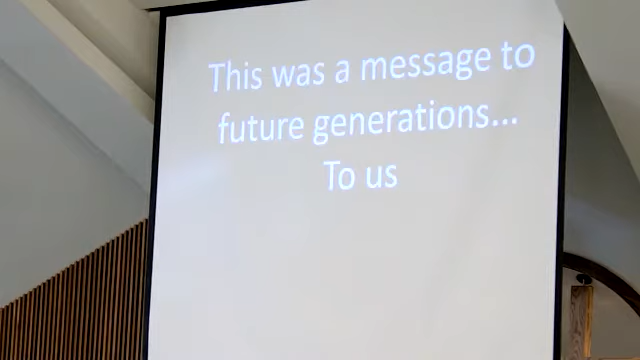 This was a message to
future generations...
To us